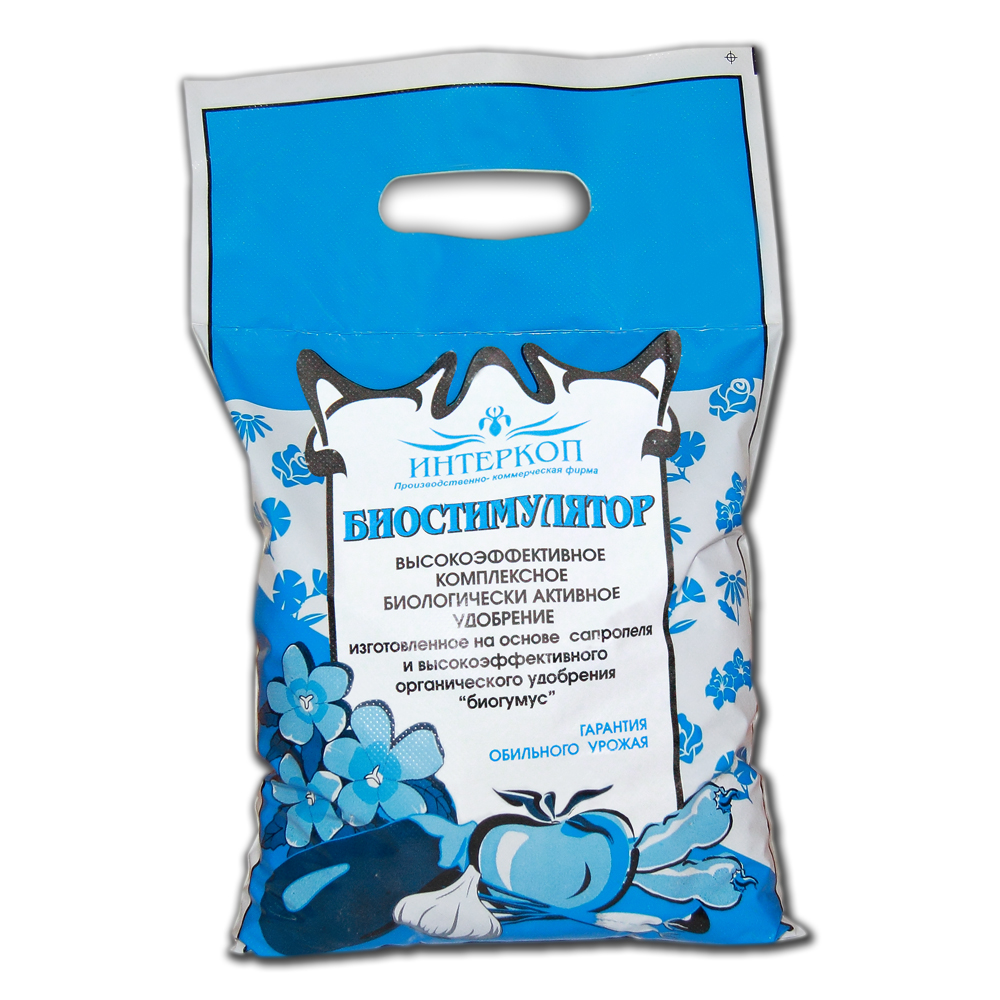 ИНТЕРКОП
Производственно- коммерческая фирма
БИОСТИМУЛЯТОР
ВЫСОКОЭФФЕКТИВНОЕ
КОМПЛЕКСНОЕ
БИОЛОГИЧЕСКИ АКТИВНОЕ
УДОБРЕНИЕ
изготовленное на основе сапропеля
и высокоэффективного
органического удобрения
"биогумус"
ГАРАНТИЯ
ОБИЛЬНОГО УРОЖАЯ